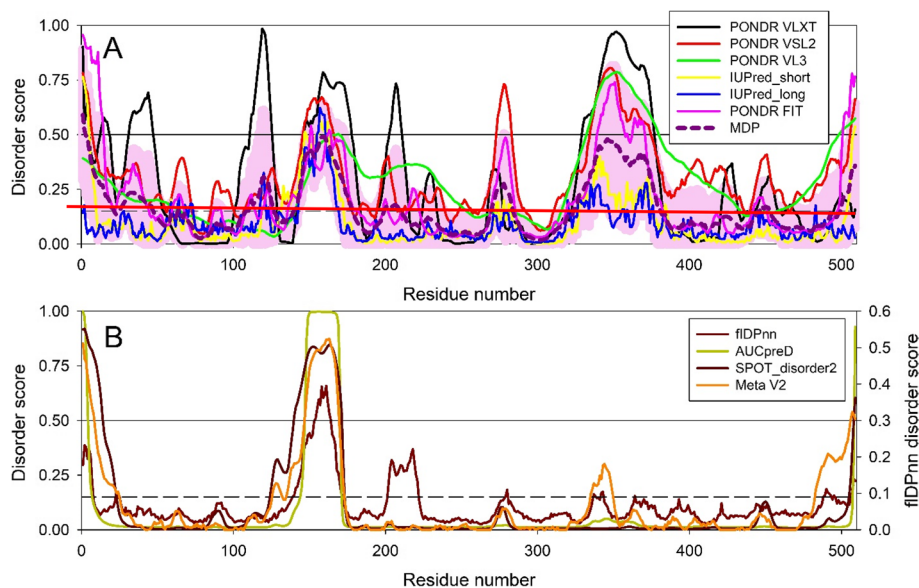 A
1.00
0.75
0.50
0.25
0.00
Disorder score
PONDR VLXT
PONDR VSL2
PONDR VL3
IUPred_short
IUPred_long
PONDR FIT
MDP
0
100
200
300
400
500
Residue number
B
1.00
0.75
0.50
0.25
0.00
Disorder score
flDPnn
AUCpreD
SPOT_disorder2
Meta V2
0.6
0.5
0.4
0.3
0.2
0.1
0.0
flDPnn disorder score
0
100
200
300
400
500
Residue number